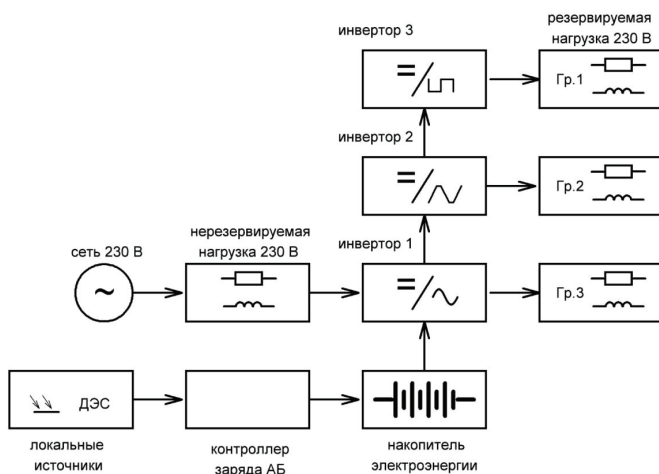 инвертор 3
резервируемая
нагрузка 230 В
Гр.1
инвертор 2
Гр.2
нерезервируемая
нагрузка 230 В
сеть 230 В
инвертор 1
Гр.3
ДЭС
локальные
источники
контроллер
заряда АБ
накопитель
электроэнергии